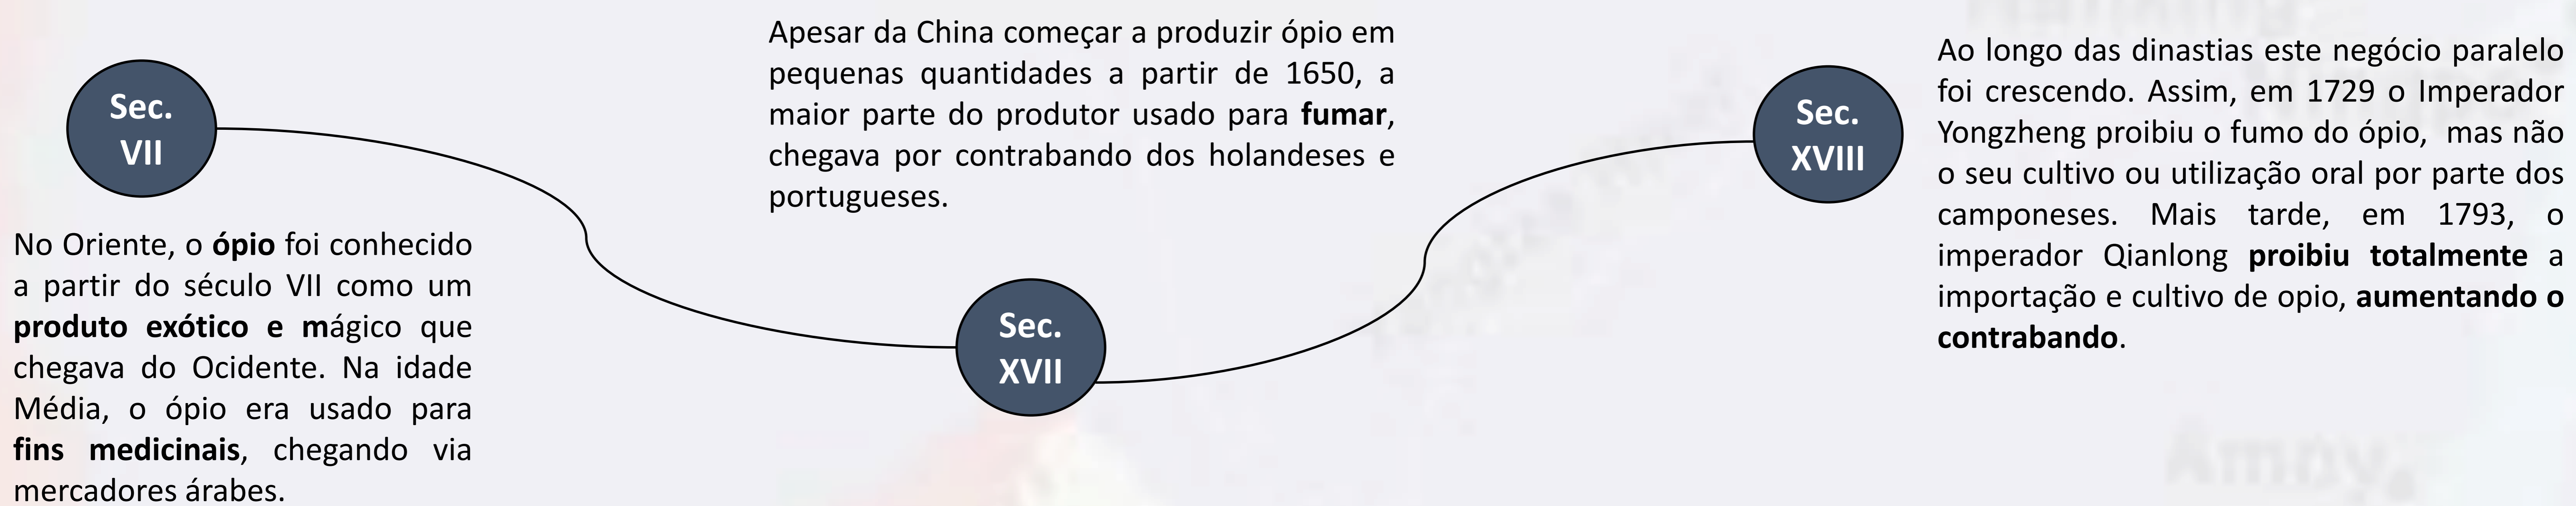 Sec.
VII
No Oriente, o ópio foi conhecido
a partir do século VII como um
produto exótico e mágico que
chegava do Ocidente. Na idade
Média, o ópio era usado para
fins medicinais, chegando via
mercadores árabes.
Apesar da China começar a produzir ópio em
pequenas quantidades a partir de 1650, a
maior parte do produtor usado para fumar,
chegava por contrabando dos holandeses e
portugueses.
Sec.
XVII
Sec.
XVIII
Ao longo das dinastias este negócio paralelo
foi crescendo. Assim, em 1729 o Imperador
Yongzheng proibiu o fumo do ópio, mas não
o seu cultivo ou utilização oral por parte dos
camponeses. Mais tarde, em 1793, o
imperador Qianlong proibiu totalmente a
importação e cultivo de opio, aumentando o
contrabando.
Amoy